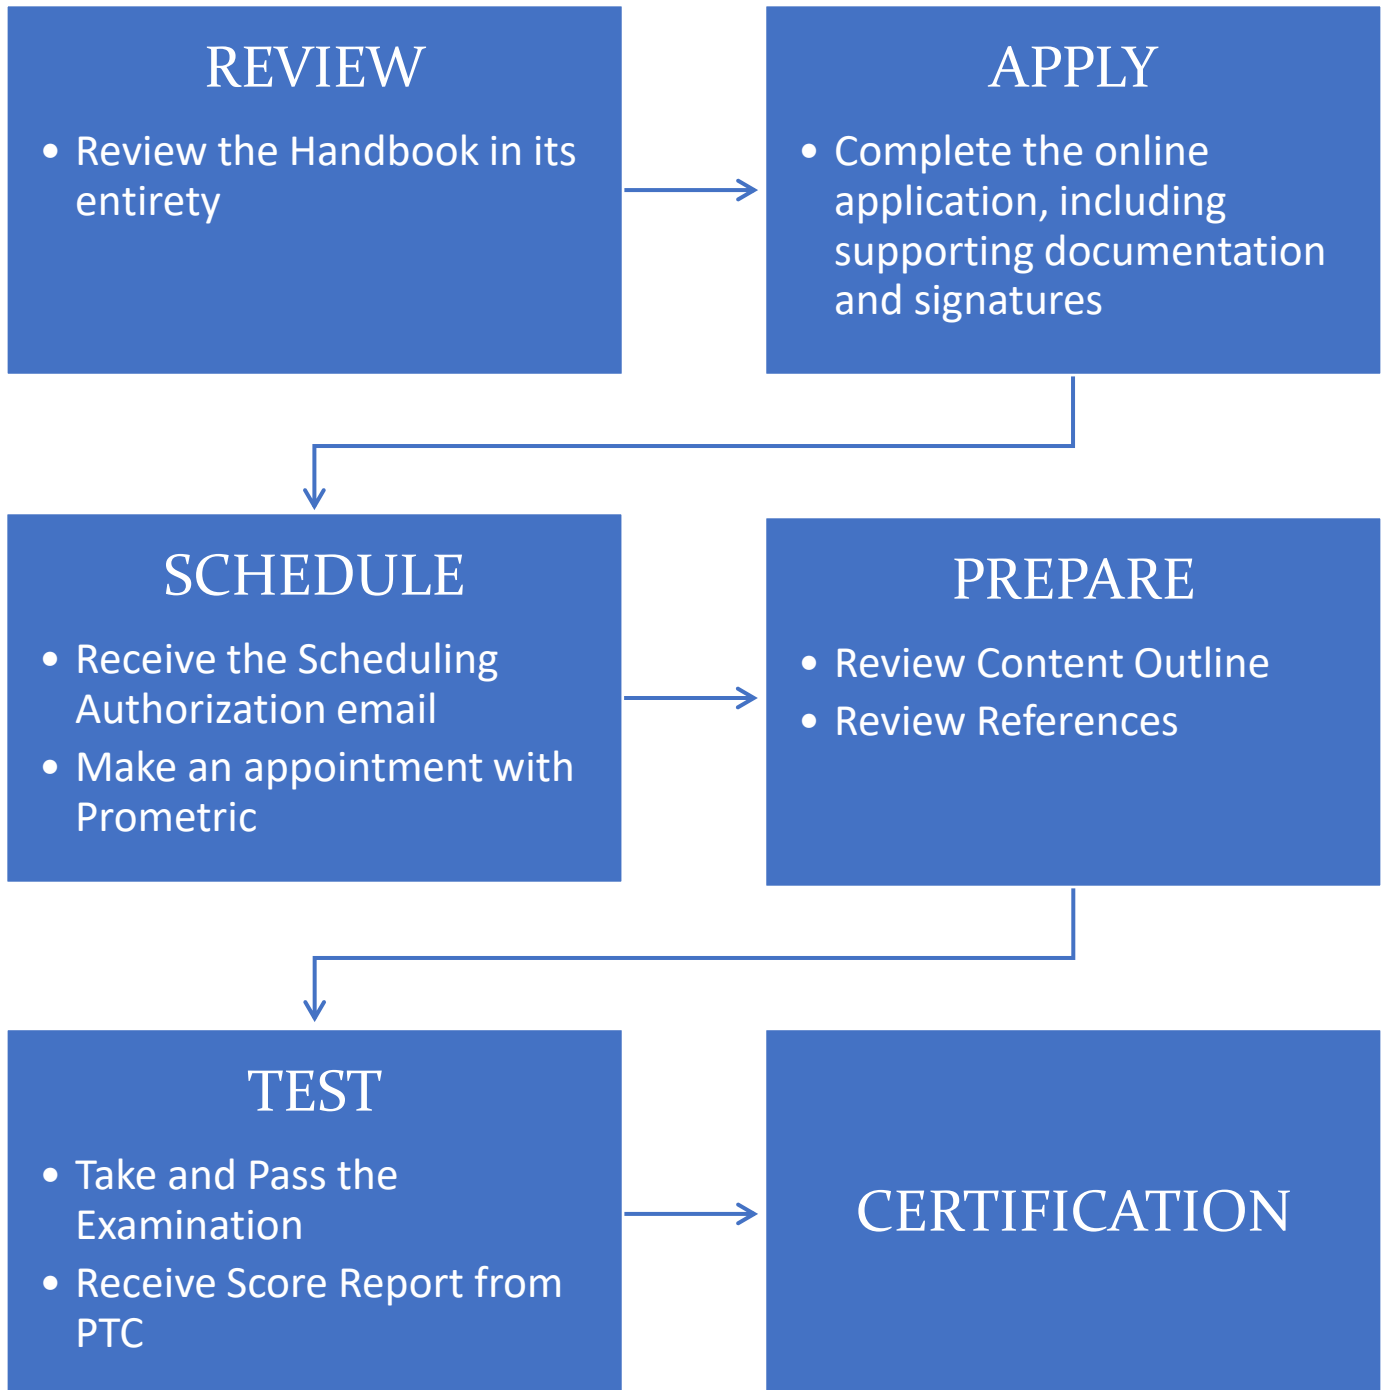 REVIEW
• Review the Handbook in its
entirety
APPLY
• Complete the online
application, including
supporting documentation
and signatures
SCHEDULE
• Receive the Scheduling
Authorization email
• Make an appointment with
Prometric
PREPARE
• Review Content Outline
• Review References
TEST
• Take and Pass the
Examination
• Receive Score Report from
PTC
CERTIFICATION